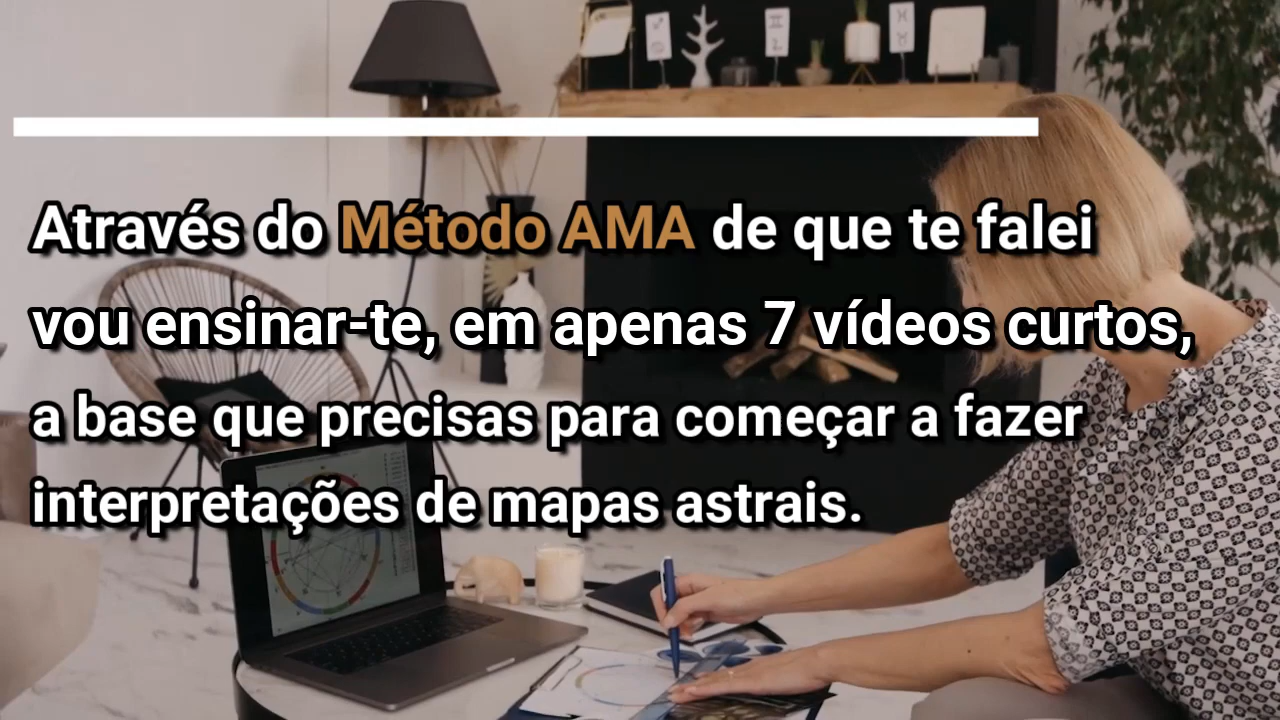 Através do Método AMA de que te falei
vou ensinar-te, em apenas 7 vídeos curtos,
a base que precisas para começar a fazer
interpretações de mapas astrais.